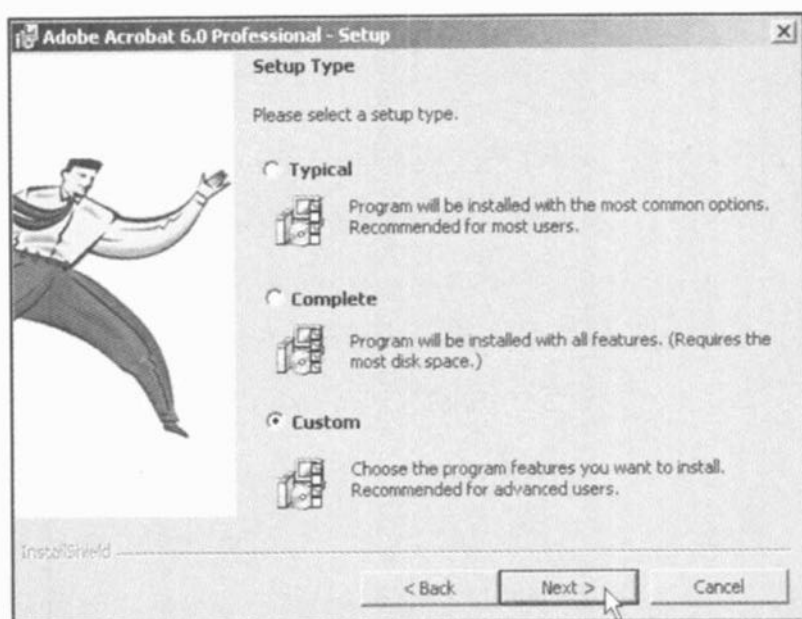 Adobe Acrobat 6.0 Professional - Setup
Setup Type
Please select a setup type.
Typical
Program will be installed with the most common options.
Recommended for most users.
Complete
Program will be installed with all features. (Requires the
most disk space.)
Custom
Choose the program features you want to install.
Recommended for advanced users.
InstallShield
< Back Next > Cancel